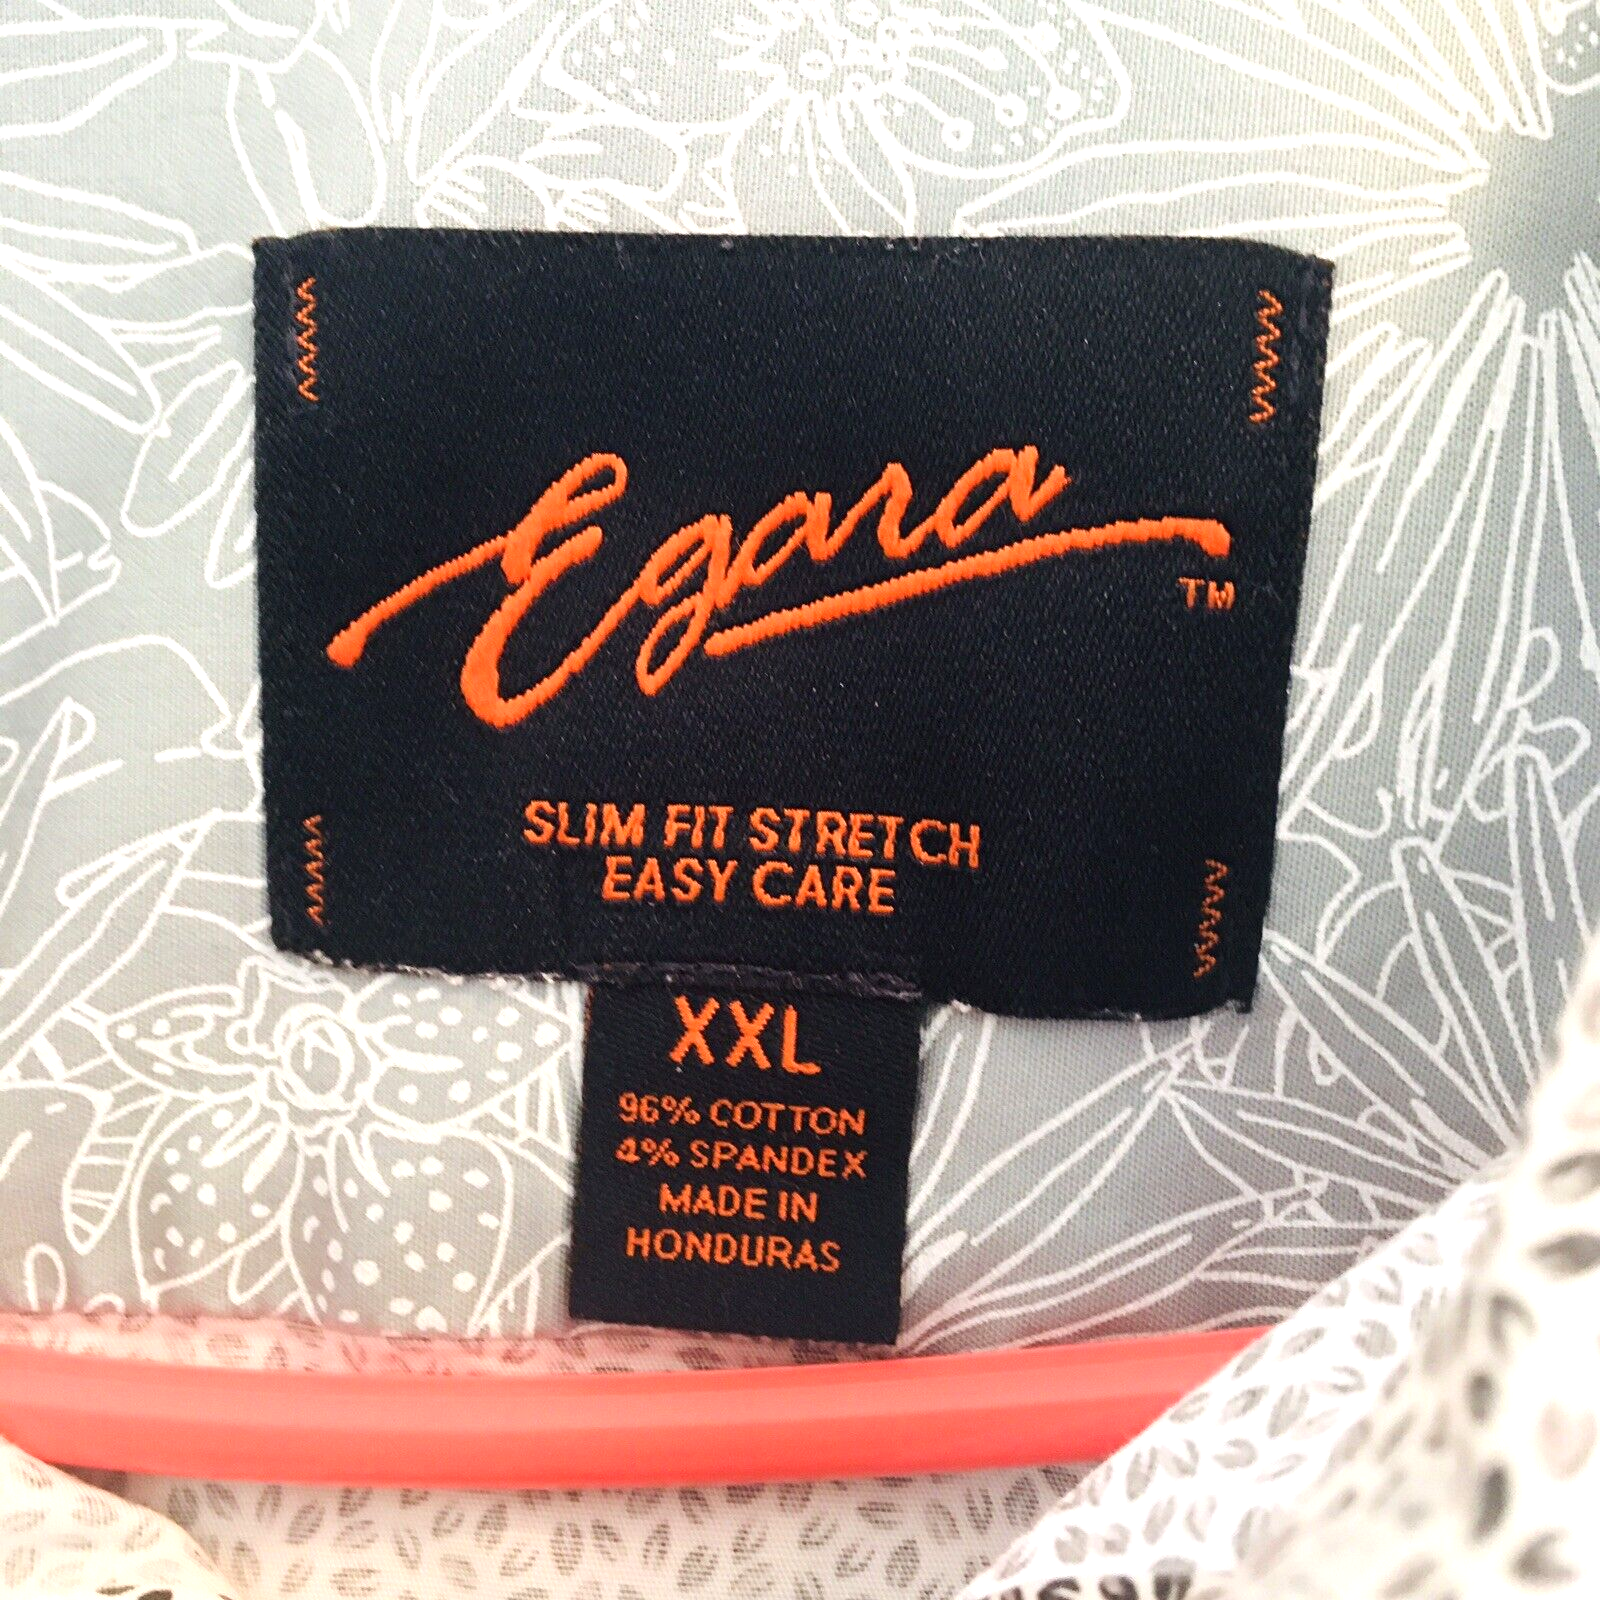 Egara
TM
SLIM FIT STRETCH
EASY CARE
XXL
96% COTTON
4% SPANDEX
MADE IN
HONDURAS